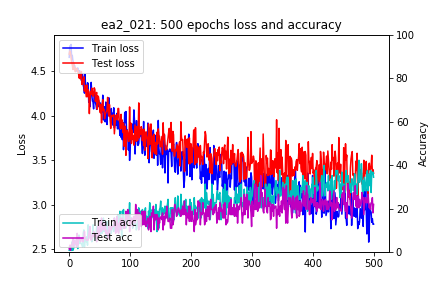 ea2_021: 500 epochs loss and accuracy
Train loss
Test loss
Train acc
Test acc
Loss
4.5
4.0
3.5
3.0
2.5
Accuracy
100
80
60
40
20
0
0 100 200 300 400 500